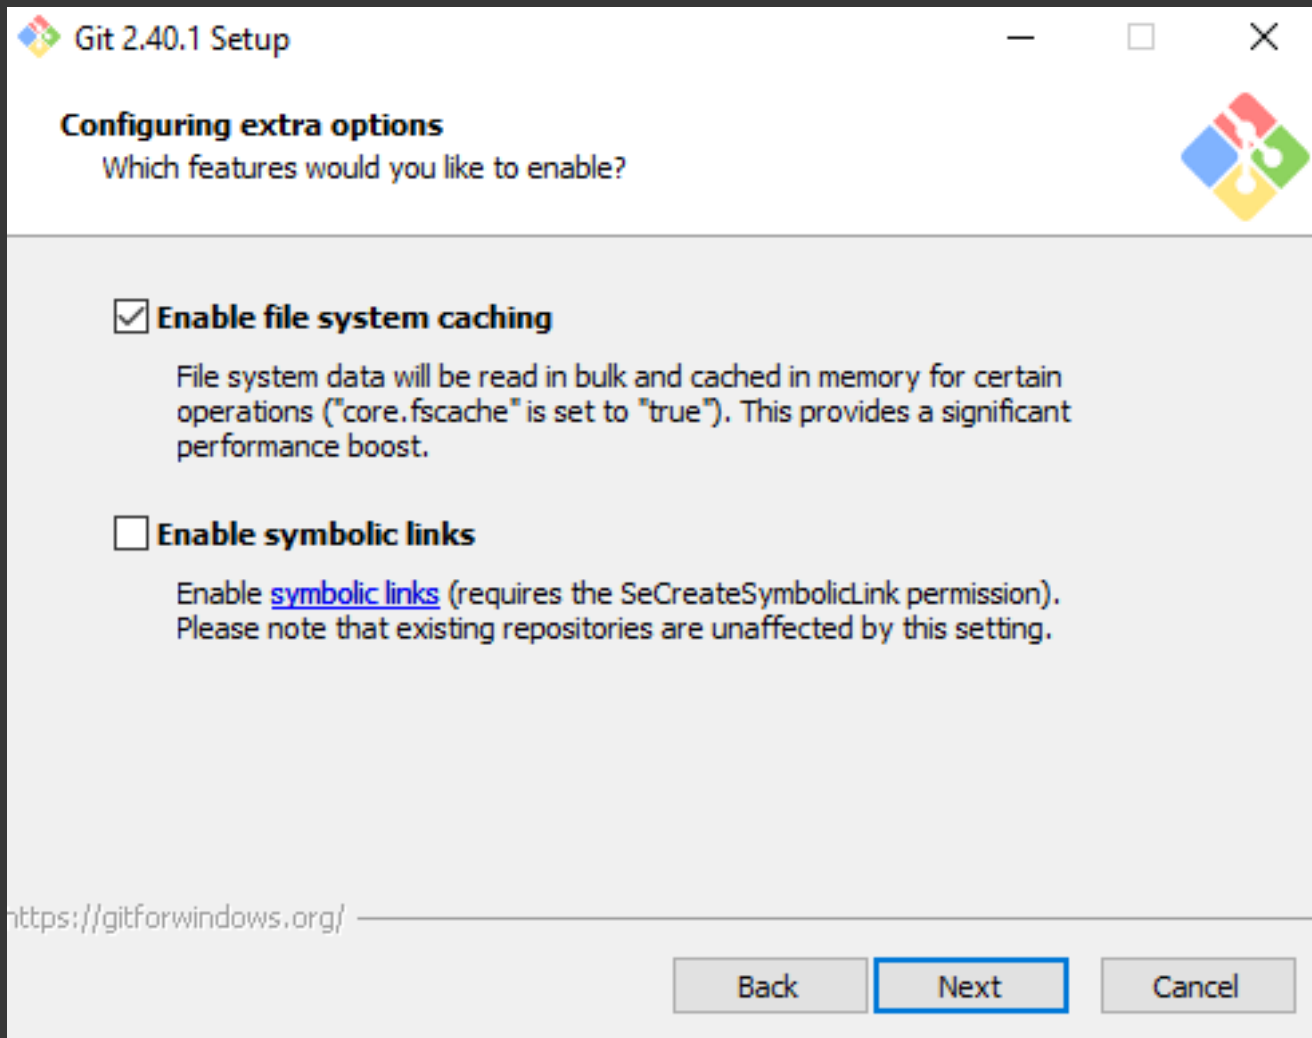 Git 2.40.1 Setup
Configuring extra options
Which features would you like to enable?
Enable file system caching
File system data will be read in bulk and cached in memory for certain
operations ("core.fscache" is set to "true"). This provides a significant
performance boost.
Enable symbolic links
Enable symbolic links (requires the SeCreateSymbolicLink permission).
Please note that existing repositories are unaffected by this setting.
https://gitforwindows.org/
Back Next Cancel